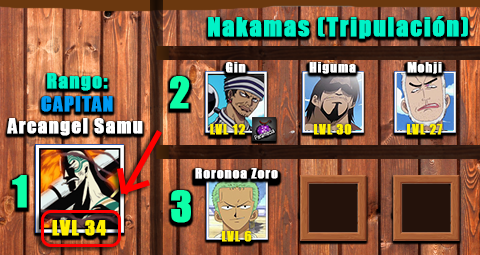 Nakamas (Tripulación)
Rango:
CAPITAN
Arcangel Samu
1
LVL 34
2
Gin
LVL 12
Higuma
LVL 30
Mohji
LVL 27
3
Roronoa Zoro
LVL 6